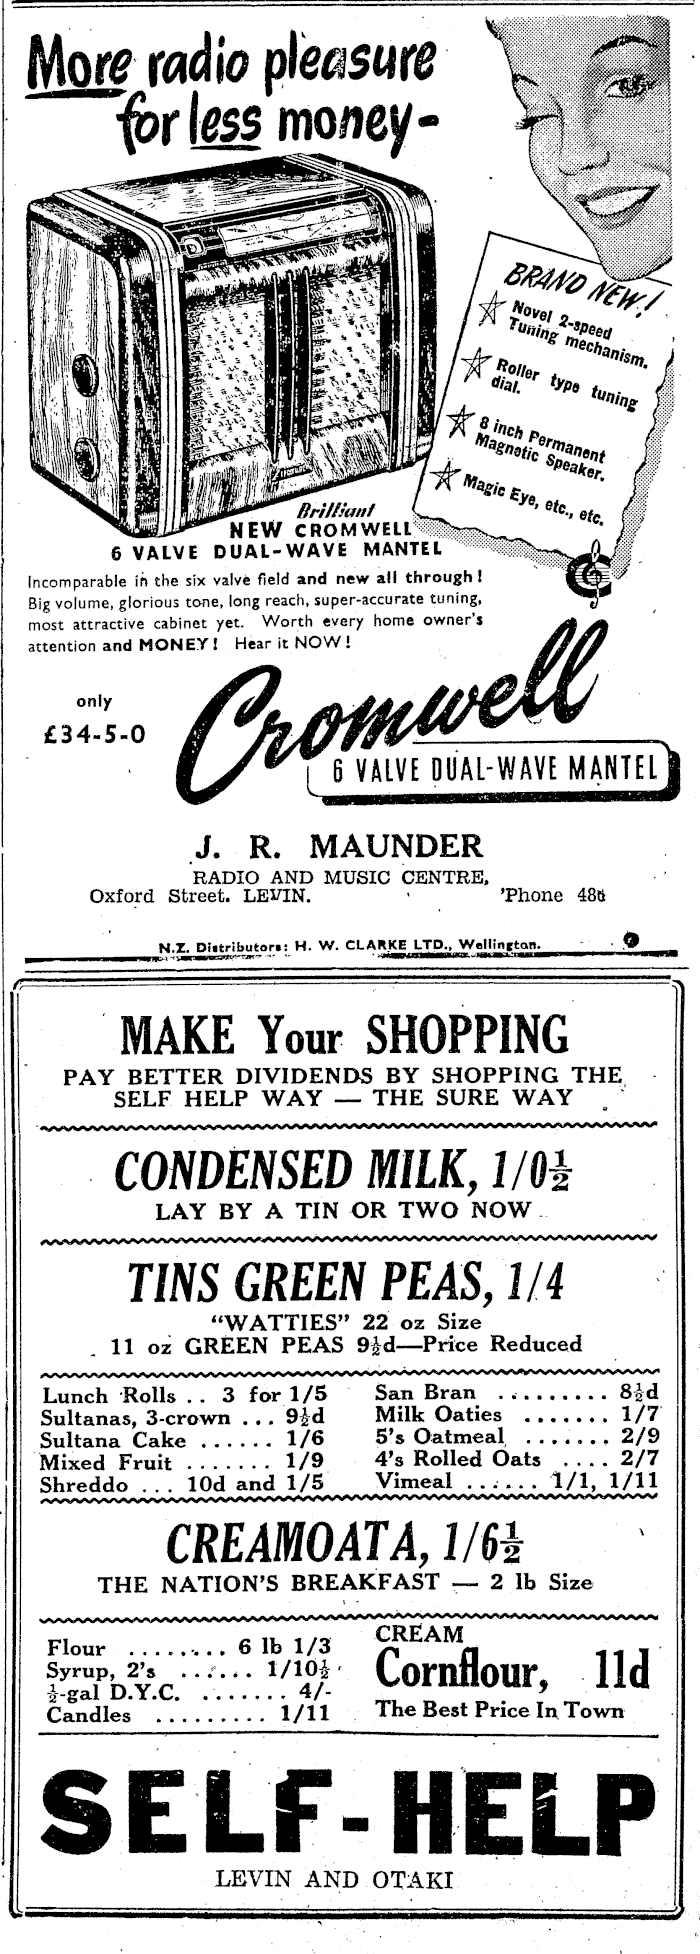 More radio pleasure
for less money-
BRAND NEW!
Novel 2-speed
Tuning mechanism.
Roller type tuning
dial.
8 inch Permanent
Magnetic Speaker.
Magic Eye, etc., etc.
Brilliant
NEW CROMWELL
6 VALVE DUAL-WAVE MANTEL
Incomparable in the six valve field and new all through!
Big volume, glorious tone, long reach, super-accurate tuning,
most attractive cabinet yet. Worth every home owner's
attention and MONEY! Hear it NOW!
only
£34-5-0
Cromwell
6 VALVE DUAL-WAVE MANTEL
J. R. MAUNDER
RADIO AND MUSIC CENTRE,
Oxford Street. LEVIN. 'Phone
N.Z. Distributors: H. W. CLARKE LTD., Wellington.
MAKE Your SHOPPING
PAY BETTER DIVIDENDS BY SHOPPING THE
SELF HELP WAY — THE SURE WAY
CONDENSED MILK, 1/0½
LAY BY A TIN OR TWO NOW
TINS GREEN PEAS, 1/4
"WATTIES" 22 oz Size
11 oz GREEN PEAS 9½d—Price Reduced
Lunch Rolls .. 3 for 1/5
Sultanas, 3-crown ... 9½d
Sultana Cake ...... 1/6
Mixed Fruit ....... 1/9
Shreddo ... 10d and 1/5
San Bran ......... 8½d
Milk Oaties ....... 1/7
5's Oatmeal ....... 2/9
4's Rolled Oats .... 2/7
Vimeal ...... 1/1, 1/11
CREAMOATA, 1/6½
THE NATION'S BREAKFAST — 2 lb Size
Flour ........ 6 lb 1/3
Syrup, 2's ...... 1/10½
½-gal D.Y.C. ....... 4/-
Candles ......... 1/11
CREAM
Cornflour, 11d
The Best Price In Town
SELF-HELP
LEVIN AND OTAKI